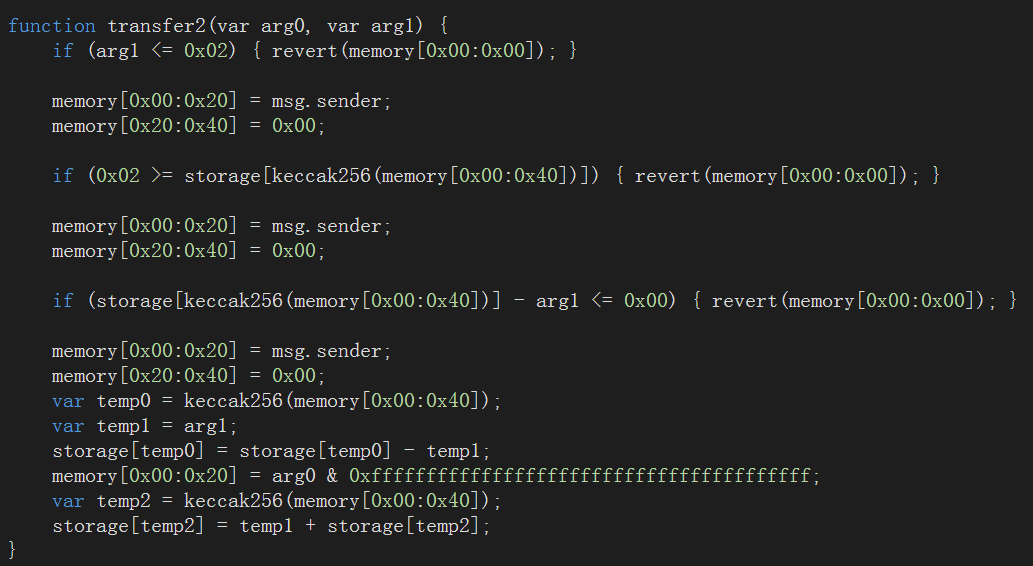 function transfer2(var arg0, var arg1) {
    if (arg1 <= 0x02) { revert(memory[0x00:0x00]); }

    memory[0x00:0x20] = msg.sender;
    memory[0x20:0x40] = 0x00;

    if (0x02 >= storage[keccak256(memory[0x00:0x40])]) { revert(memory[0x00:0x00]); }

    memory[0x00:0x20] = msg.sender;
    memory[0x20:0x40] = 0x00;

    if (storage[keccak256(memory[0x00:0x40])] - arg1 <= 0x00) { revert(memory[0x00:0x00]); }

    memory[0x00:0x20] = msg.sender;
    memory[0x20:0x40] = 0x00;
    var temp0 = keccak256(memory[0x00:0x40]);
    var temp1 = arg1;
    storage[temp0] = storage[temp0] - temp1;
    memory[0x00:0x20] = arg0 & 0xffffffffffffffffffffffffffffffffffffffff;
    var temp2 = keccak256(memory[0x00:0x40]);
    storage[temp2] = temp1 + storage[temp2];
}